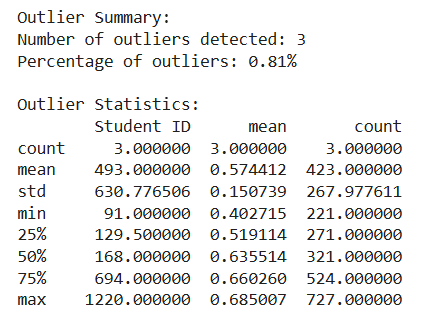 Outlier Summary:
Number of outliers detected: 3
Percentage of outliers: 0.81%

Outlier Statistics:
        Student ID      mean       count
count     3.000000  3.000000    3.000000
mean    493.000000  0.574412  423.000000
std     630.776506  0.150739  267.977611
min      91.000000  0.402715  221.000000
25%     129.500000  0.519114  271.000000
50%     168.000000  0.635514  321.000000
75%     694.000000  0.660260  524.000000
max    1220.000000  0.685007  727.000000